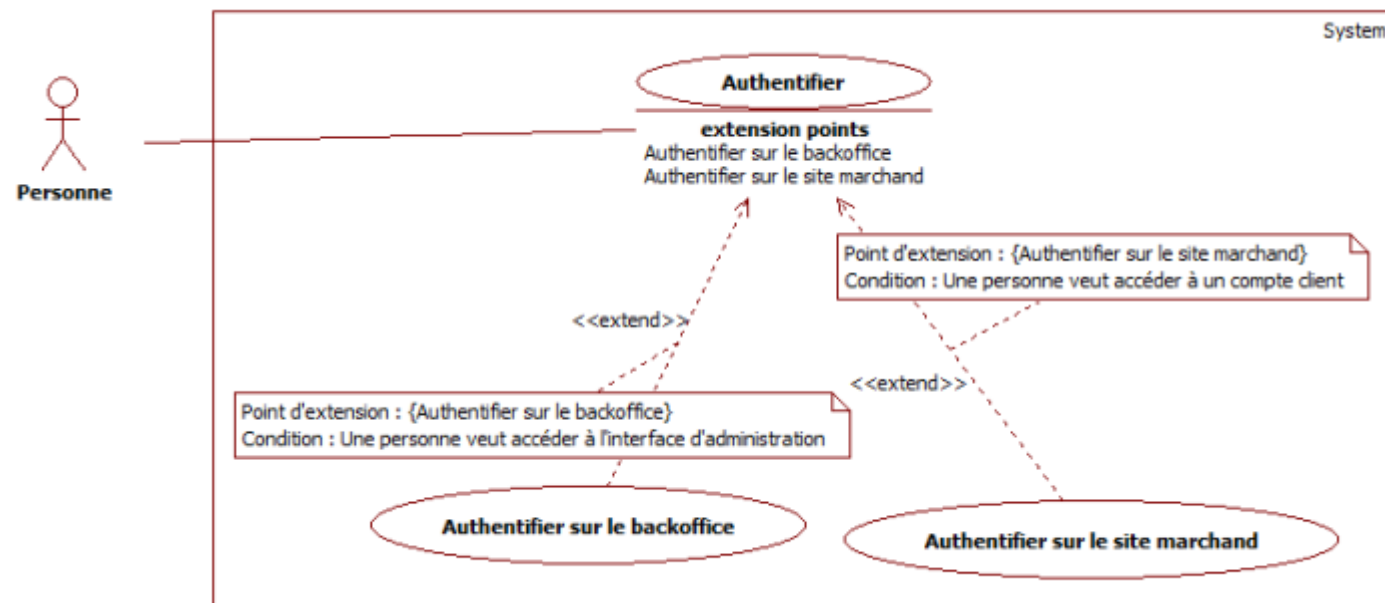 System
Authentifier
extension points
Authentifier sur le backoffice
Authentifier sur le site marchand
Personne
Point d'extension : {Authentifier sur le site marchand}
Condition : Une personne veut accéder à un compte client
<<extend>>
<<extend>>
Point d'extension : {Authentifier sur le backoffice}
Condition : Une personne veut accéder à l'interface d'administration
Authentifier sur le backoffice
Authentifier sur le site marchand